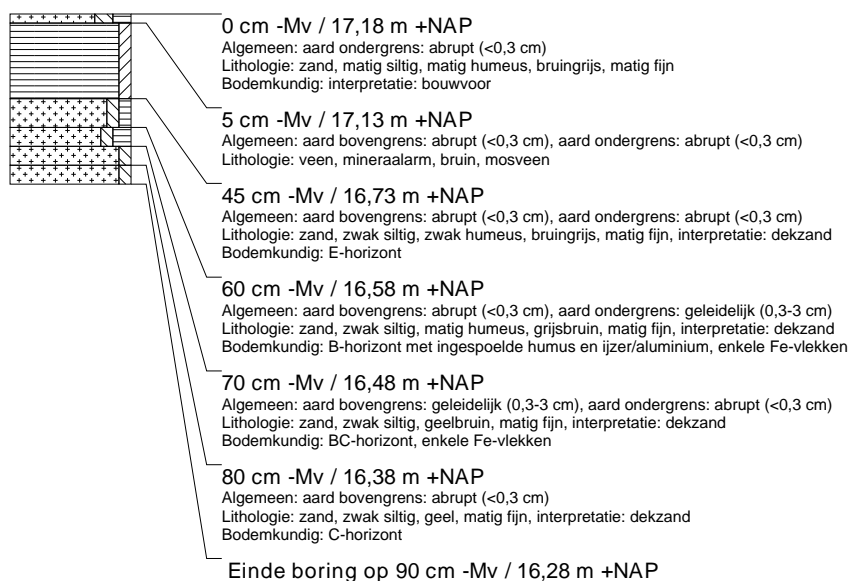 0 cm -Mv / 17,18 m +NAP
Algemeen: aard ondergrens: abrupt (<0,3 cm)
Lithologie: zand, matig siltig, matig humeus, bruingrijs, matig fijn
Bodemkundig: interpretatie: bouwvoor
5 cm -Mv / 17,13 m +NAP
Algemeen: aard bovengrens: abrupt (<0,3 cm), aard ondergrens: abrupt (<0,3 cm)
Lithologie: veen, mineraalarm, bruin, mosveen
45 cm -Mv / 16,73 m +NAP
Algemeen: aard bovengrens: abrupt (<0,3 cm), aard ondergrens: abrupt (<0,3 cm)
Lithologie: zand, zwak siltig, zwak humeus, bruingrijs, matig fijn, interpretatie: dekzand
Bodemkundig: E-horizont
60 cm -Mv / 16,58 m +NAP
Algemeen: aard bovengrens: abrupt (<0,3 cm), aard ondergrens: geleidelijk (0,3-3 cm)
Lithologie: zand, zwak siltig, matig humeus, grijsbruin, matig fijn, interpretatie: dekzand
Bodemkundig: B-horizont met ingespoelde humus en ijzer/aluminium, enkele Fe-vlekken
70 cm -Mv / 16,48 m +NAP
Algemeen: aard bovengrens: geleidelijk (0,3-3 cm), aard ondergrens: abrupt (<0,3 cm)
Lithologie: zand, zwak siltig, geelbruin, matig fijn, interpretatie: dekzand
Bodemkundig: BC-horizont, enkele Fe-vlekken
80 cm -Mv / 16,38 m +NAP
Algemeen: aard bovengrens: abrupt (<0,3 cm)
Lithologie: zand, zwak siltig, geel, matig fijn, interpretatie: dekzand
Bodemkundig: C-horizont
Einde boring op 90 cm -Mv / 16,28 m +NAP